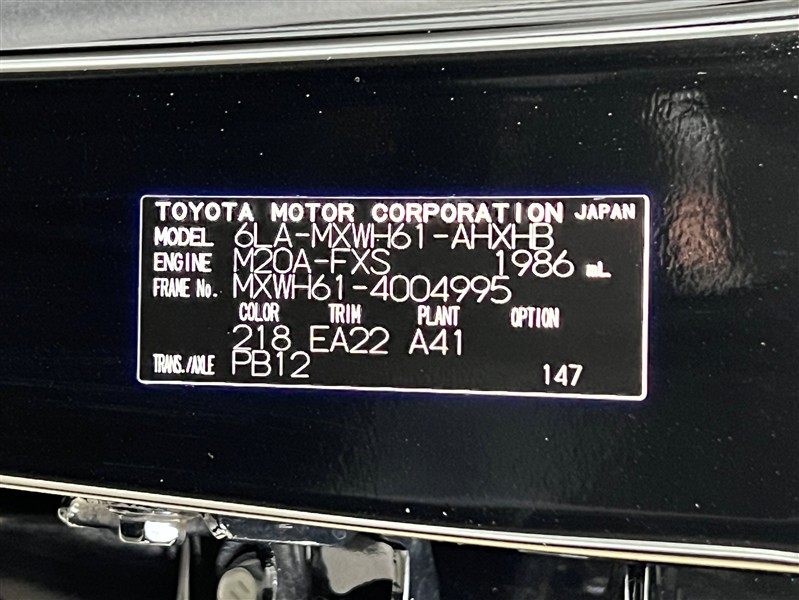 TOYOTA MOTOR CORPORATION JAPAN
MODEL 6LA-MXWH61-AHXHB
ENGINE M20A-FXS 1986 mL
FRAME No. MXWH61-4004995
COLOR TRIM PLANT OPTION
218 EA22 A41
TRANS./AXLE PB12 147